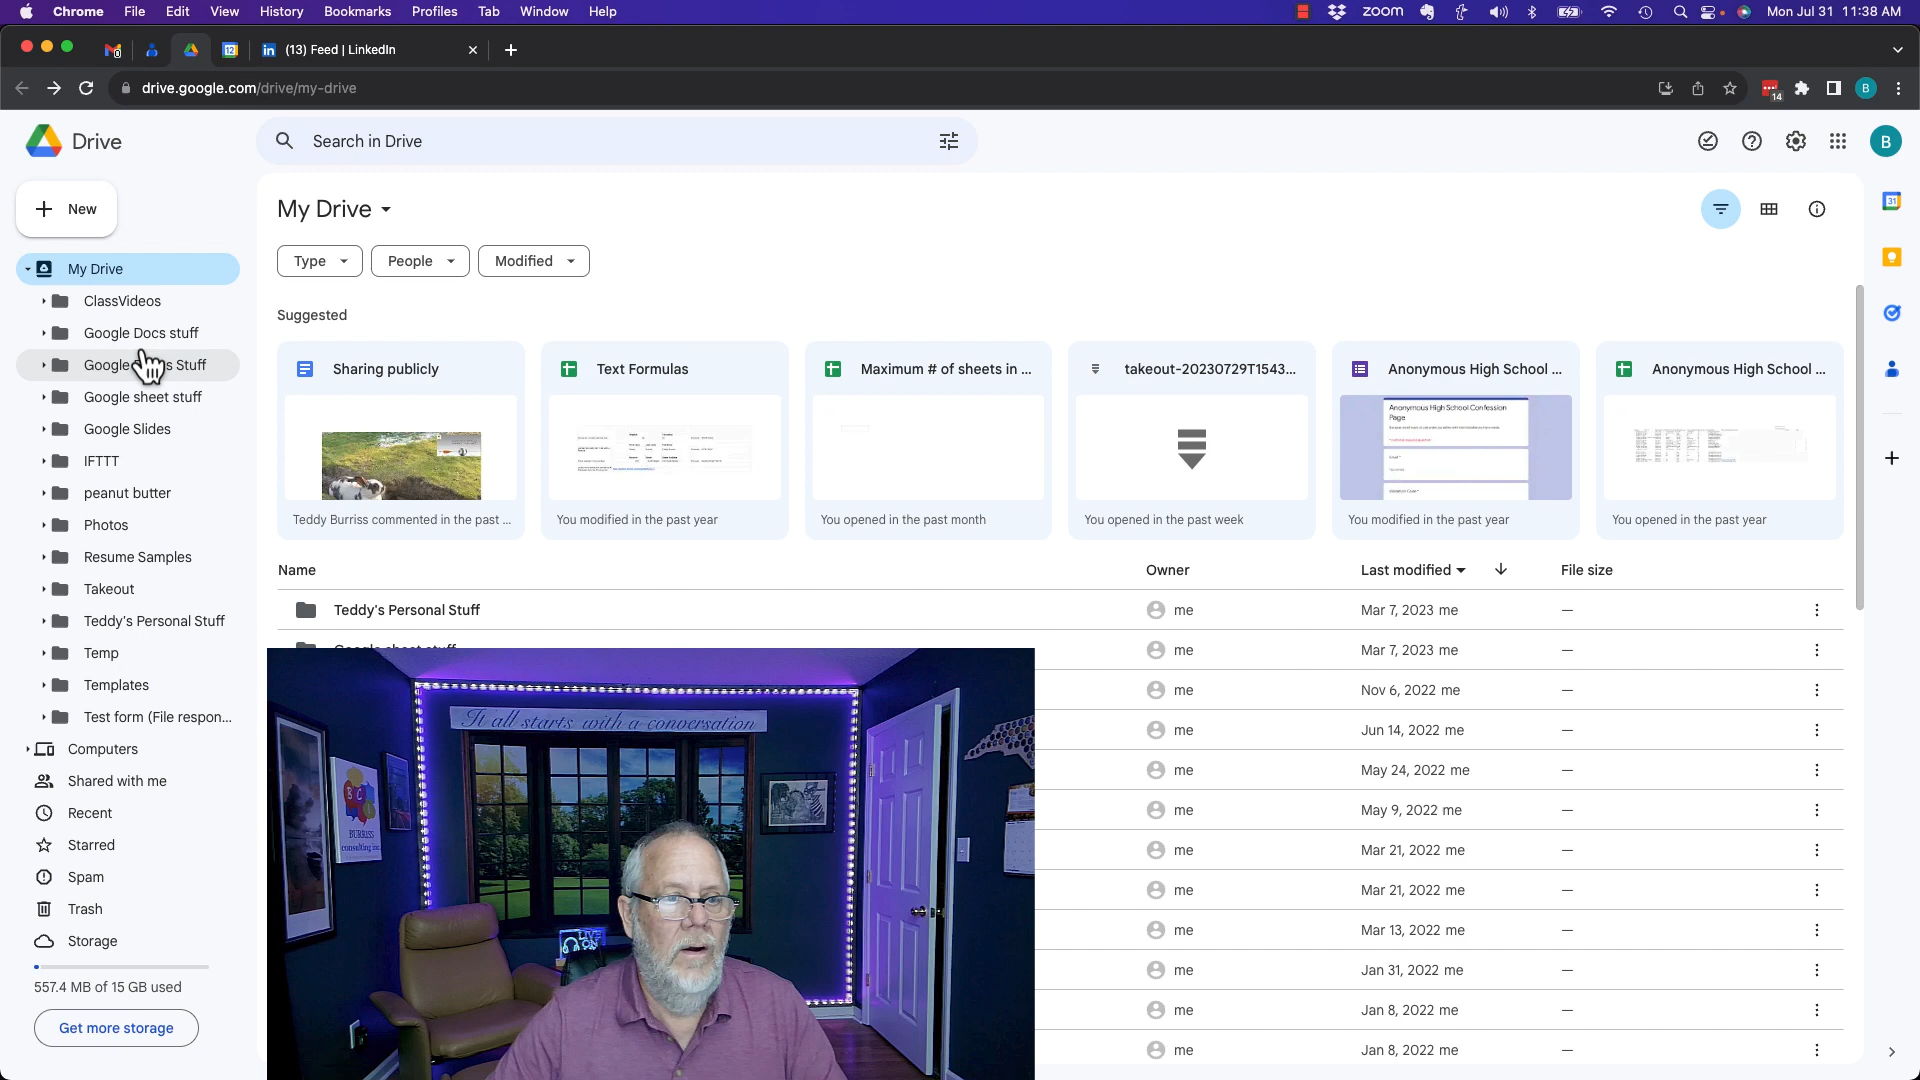 Chrome File Edit View History Bookmarks Profiles Tab Window Help zoom Mon Jul 31 11:38 AM
(13) Feed | LinkedIn
drive.google.com/drive/my-drive 14 B
Drive Search in Drive B
New
My Drive
ClassVideos
Google Docs stuff
Google
s Stuff
Google sheet stuff
Google Slides
IFTTT
peanut butter
Photos
Resume Samples
Takeout
Teddy's Personal Stuff
Temp
Templates
Test form (File respon...
Computers
Shared with me
Recent
Starred
Spam
Trash
Storage
557.4 MB of 15 GB used
Get more storage
My Drive
Type People Modified
Suggested
Sharing publicly
Teddy Burriss commented in the past ...
Text Formulas
You modified in the past year
Maximum # of sheets in ...
You opened in the past month
takeout-20230729T1543...
You opened in the past week
Anonymous High School ...
Anonymous High School Confession
Page
You modified in the past year
Anonymous High School ...
You opened in the past year
Name Owner Last modified File size
Teddy's Personal Stuff me Mar 7, 2023 me —
Google sheet stuff me Mar 7, 2023 me —
me Nov 6, 2022 me —
me Jun 14, 2022 me —
me May 24, 2022 me —
me May 9, 2022 me —
me Mar 21, 2022 me —
me Mar 21, 2022 me —
me Mar 13, 2022 me —
me Jan 31, 2022 me —
me Jan 8, 2022 me —
me Jan 8, 2022 me —
It all starts with a conversation
BCI
BURRISS
consulting inc.
LIVE
ON
31
12